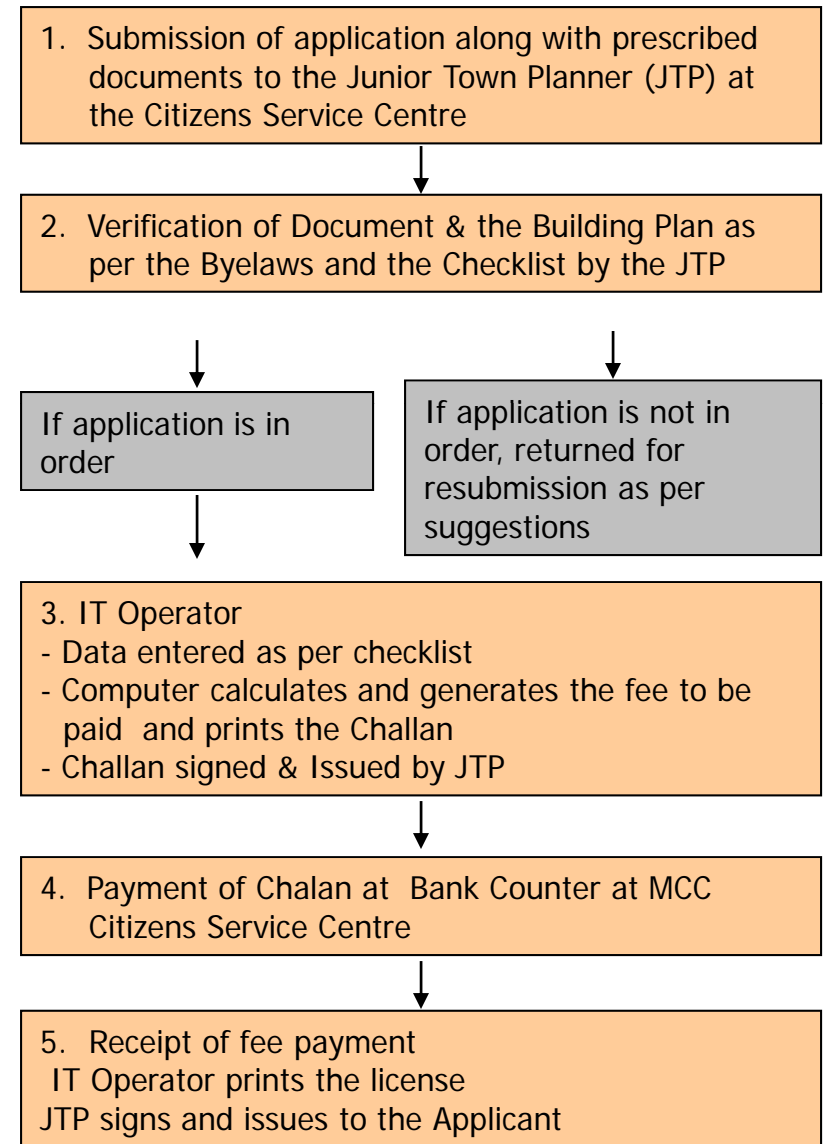 1. Submission of application along with prescribed
documents to the Junior Town Planner (JTP) at
the Citizens Service Centre
2. Verification of Document & the Building Plan as
per the Byelaws and the Checklist by the JTP
If application is in
order
If application is not in
order, returned for
resubmission as per
suggestions
3. IT Operator
- Data entered as per checklist
- Computer calculates and generates the fee to be
paid and prints the Challan
- Challan signed & Issued by JTP
4. Payment of Chalan at Bank Counter at MCC
Citizens Service Centre
5. Receipt of fee payment
IT Operator prints the license
JTP signs and issues to the Applicant